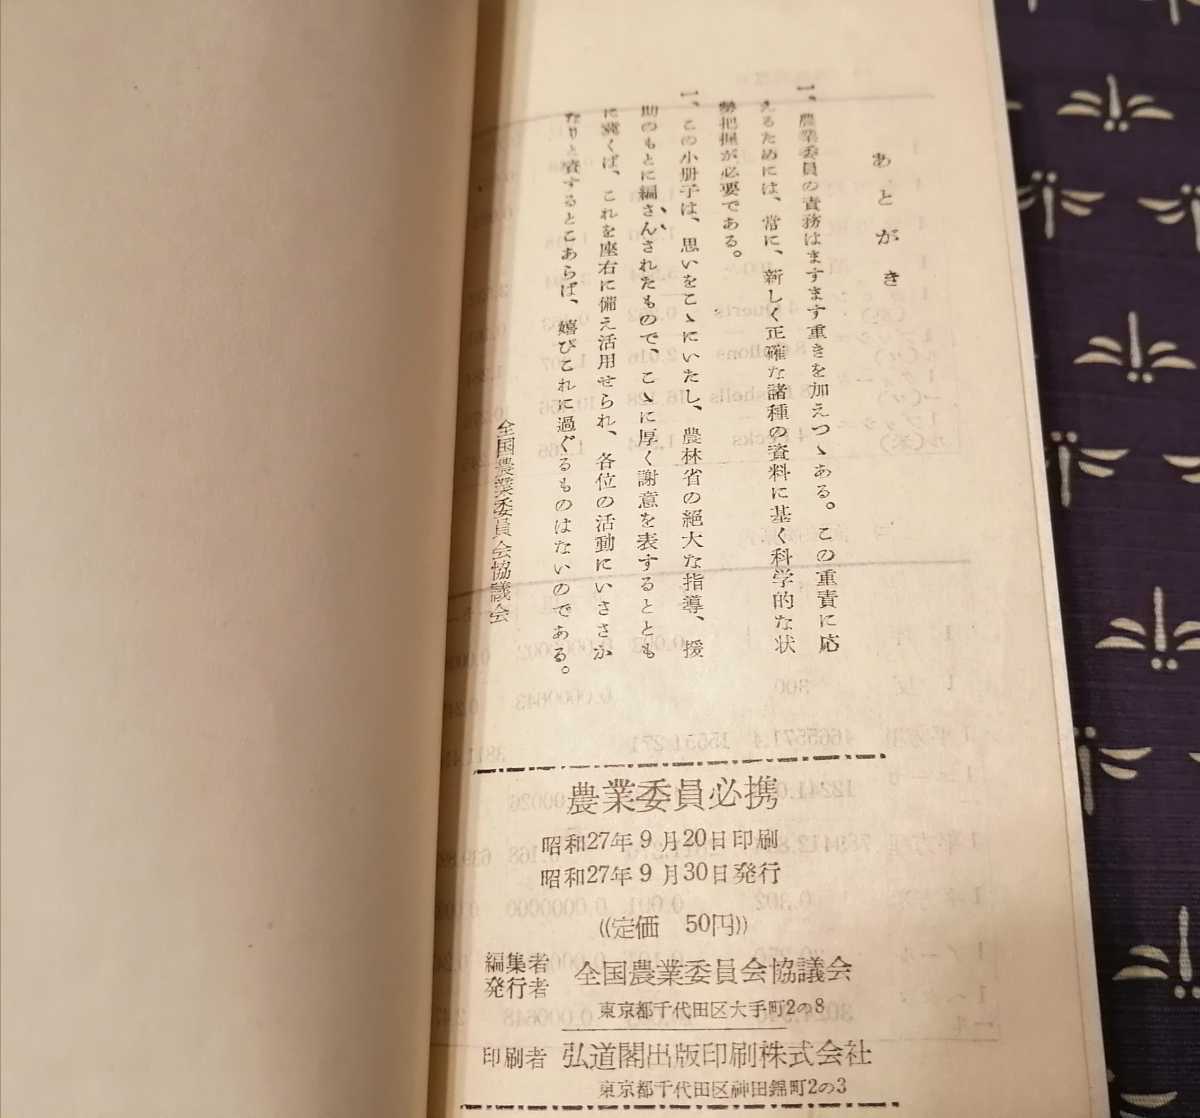 あとがき
一、農業委員の責務はますます重きを加えつゝある。この重責に応
えるためには、常に、新しく正確な諸種の資料に基く科学的な状
勢把握が必要である。
一、この小册子は、思いをこゝにいたし、農林省の絶大な指導、援
助のもとに編さんされたもので、こゝに厚く謝意を表するととも
に冀くば、これを座右に備え活用せられ、各位の活動にいささか
なりと資するとこあらば、嬉びこれに過ぐるものはないのである。
全国農業委員会協議会
農業委員必携
昭和27年9月20日印刷
昭和27年9月30日発行
((定価 50円))
編集者
発行者 全国農業委員会協議会
東京都千代田区大手町2の8
印刷者 弘道閣出版印刷株式会社
東京都千代田区神田錦町2の3